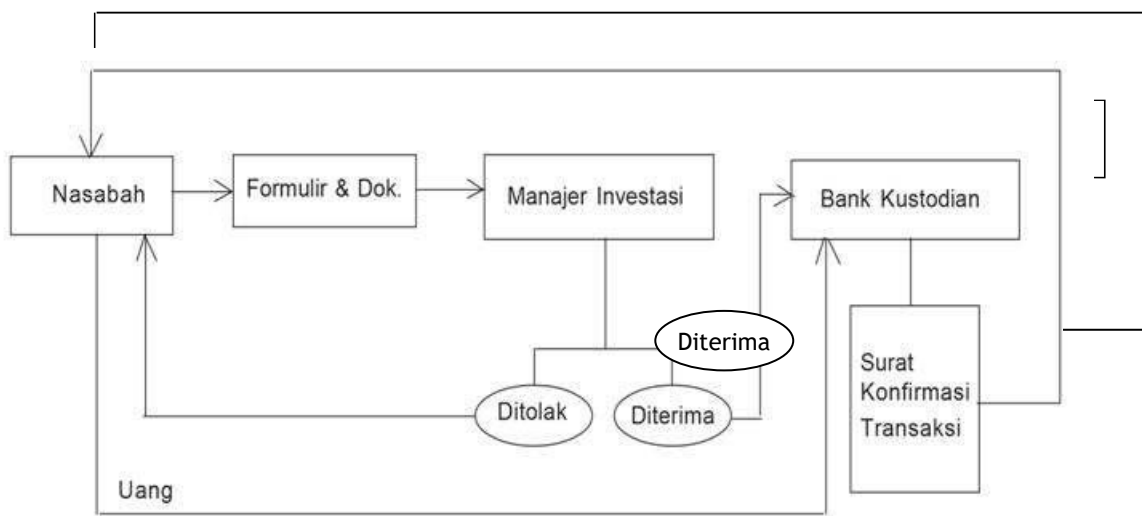 Nasabah
Formulir & Dok.
Manajer Investasi
Bank Kustodian
Diterima
Ditolak
Diterima
Surat
Konfirmasi
Transaksi
Uang